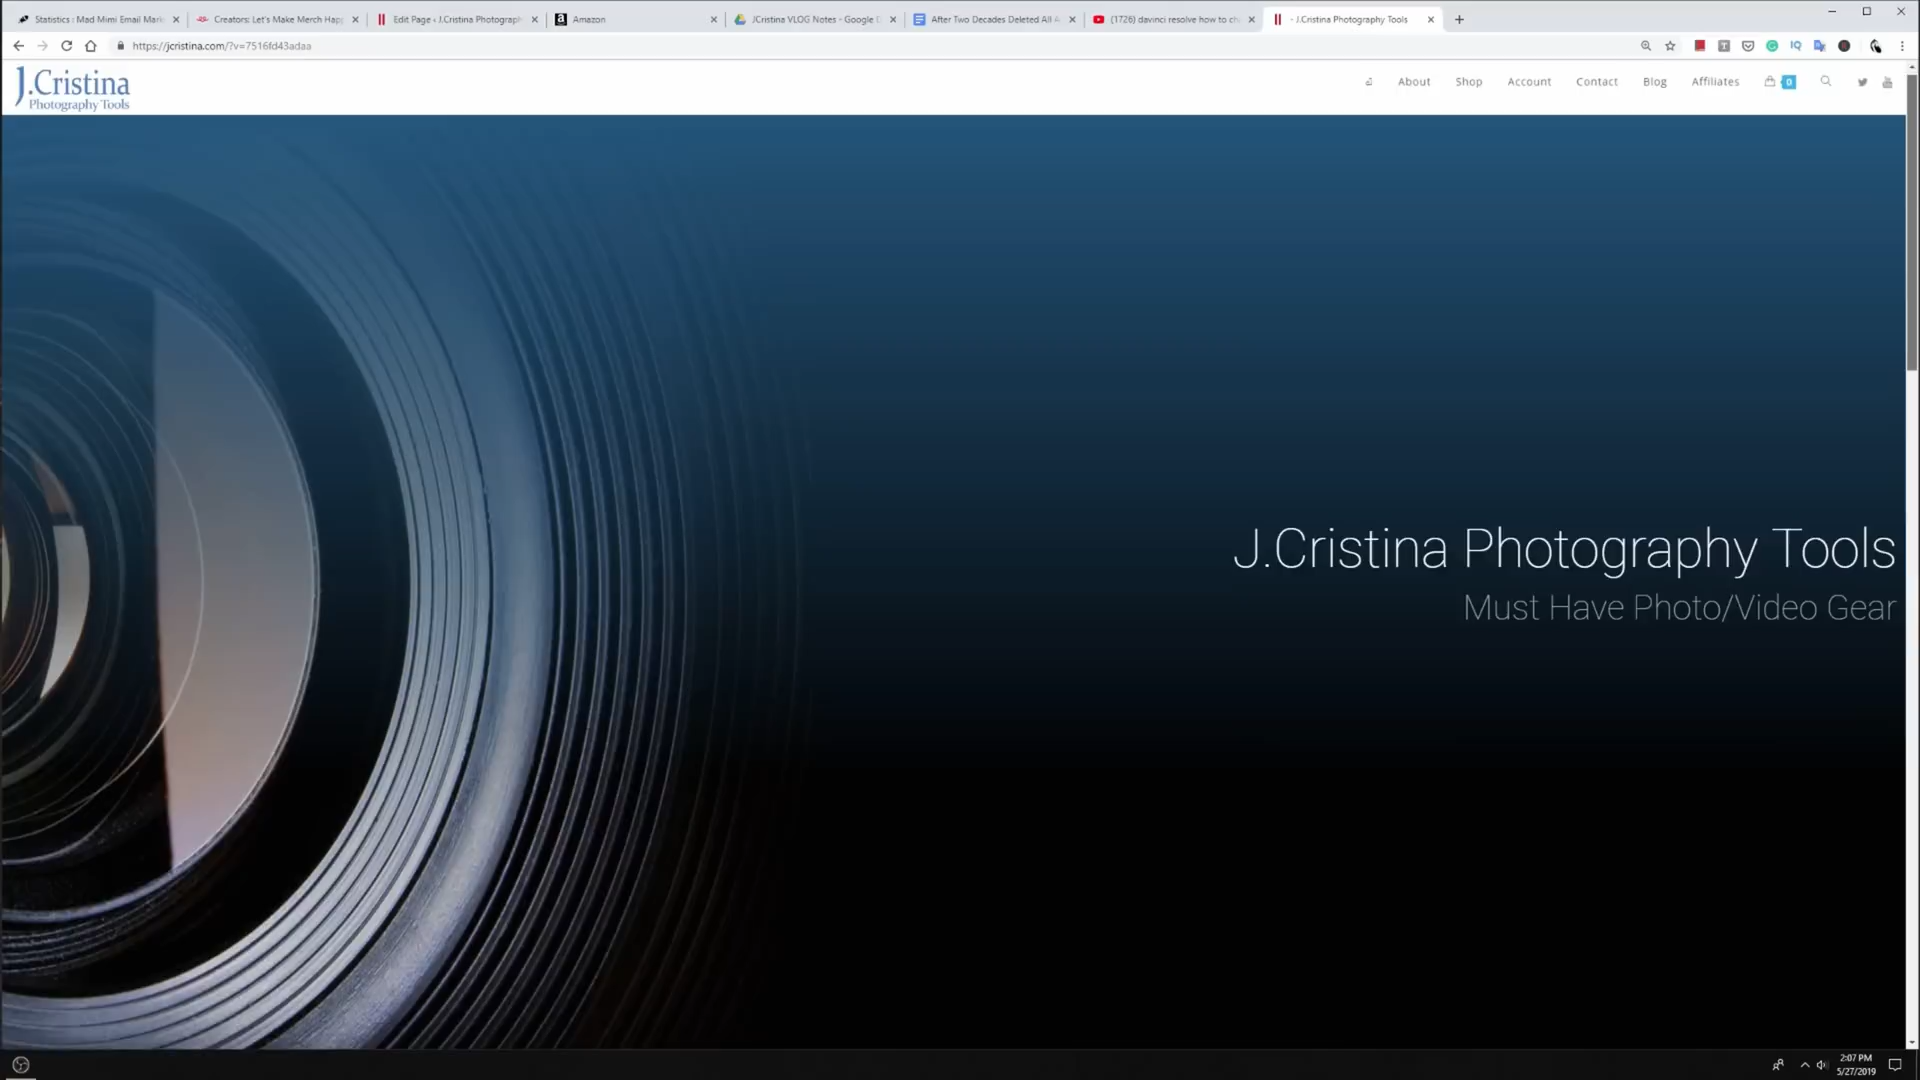 Statistics : Mad Mimi Email Mark
Creators: Let's Make Merch Hap
Edit Page ‹ J.Cristina Photograph
Amazon
JCristina VLOG Notes - Google D
After Two Decades Deleted All A
(1726) davinci resolve how to ch
- J.Cristina Photography Tools
https://jcristina.com/?v=7516fd43adaa
J.Cristina
Photography Tools
About
Shop
Account
Contact
Blog
Affiliates
0
J.Cristina Photography Tools
Must Have Photo/Video Gear
2:07 PM
5/27/2019